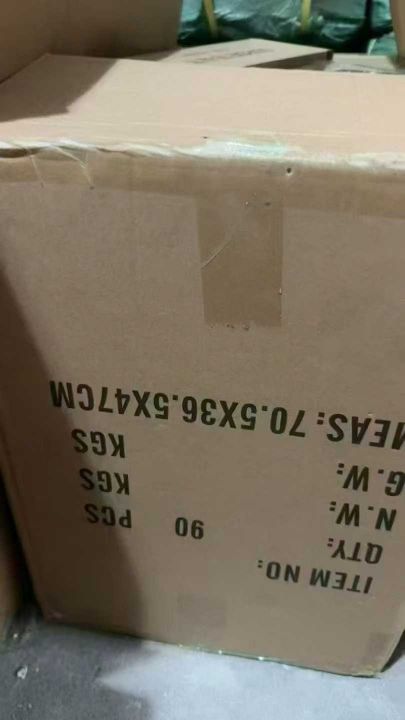 ITEM NO:
QTY: 90 PCS
N.W: KGS
G.W: KGS
MEAS: 70.5X36.5X47CM